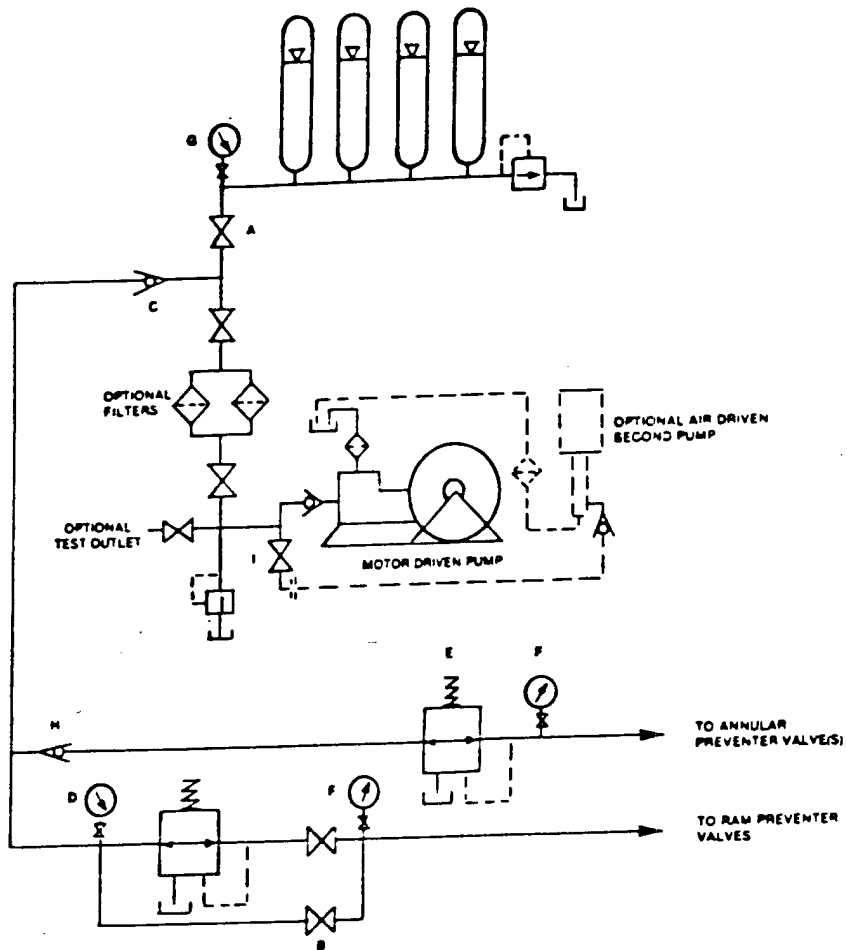 G
A
C
OPTIONAL
FILTERS
OPTIONAL AIR DRIVEN
SECOND PUMP
OPTIONAL
TEST OUTLET
I
MOTOR DRIVEN PUMP
E
F
H
TO ANNULAR
PREVENTER VALVE(S)
D
F
TO RAM PREVENTER
VALVES
B